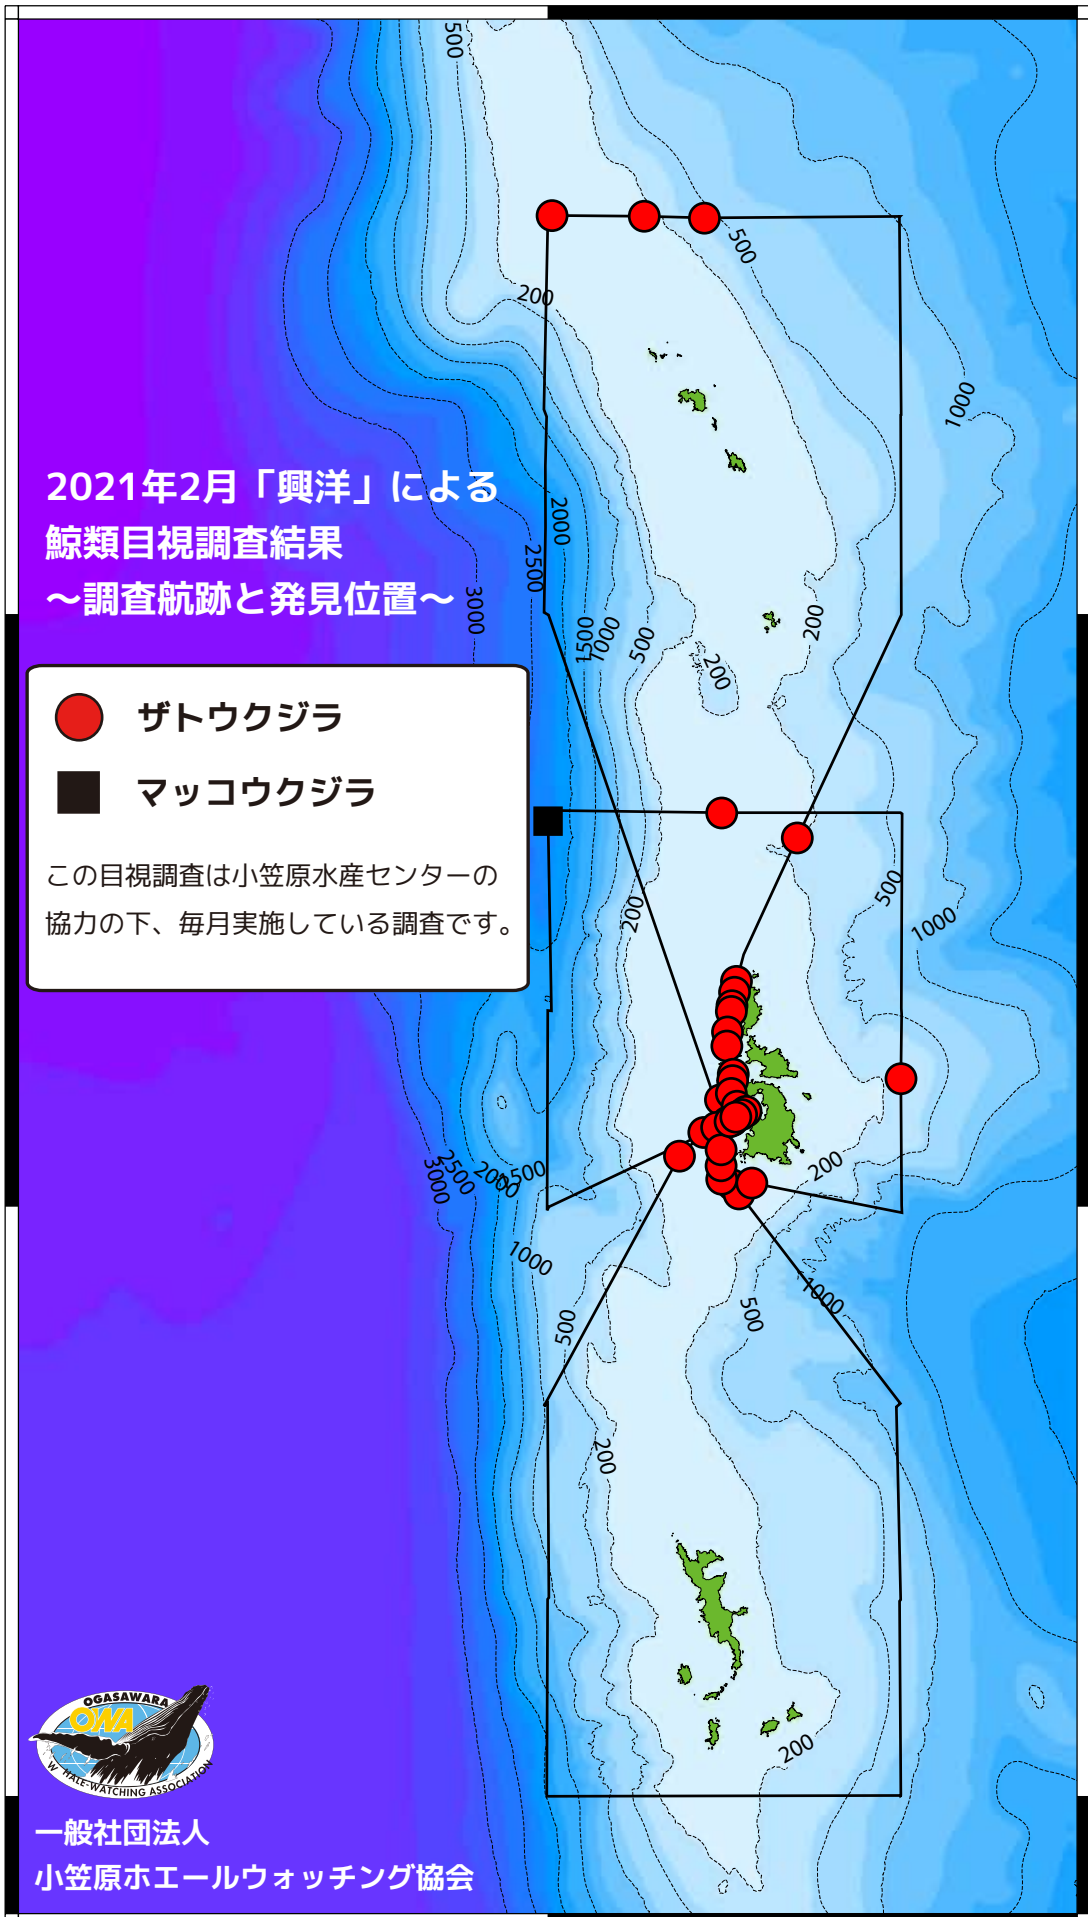 500
500
200
1000
2021年2月「興洋」による
鯨類目視調査結果
～調査航跡と発見位置～
2000
2500
3000
1500
1000
500
200
200
ザトウクジラ
マッコウクジラ
この目視調査は小笠原水産センターの
協力の下、毎月実施している調査です。
500
200
1000
200
3000
2500
2000
1500
1000
500
500
1000
200
200
OGASAWARA
OWA
WHALE-WATCHING ASSOCIATION
一般社団法人
小笠原ホエールウォッチング協会